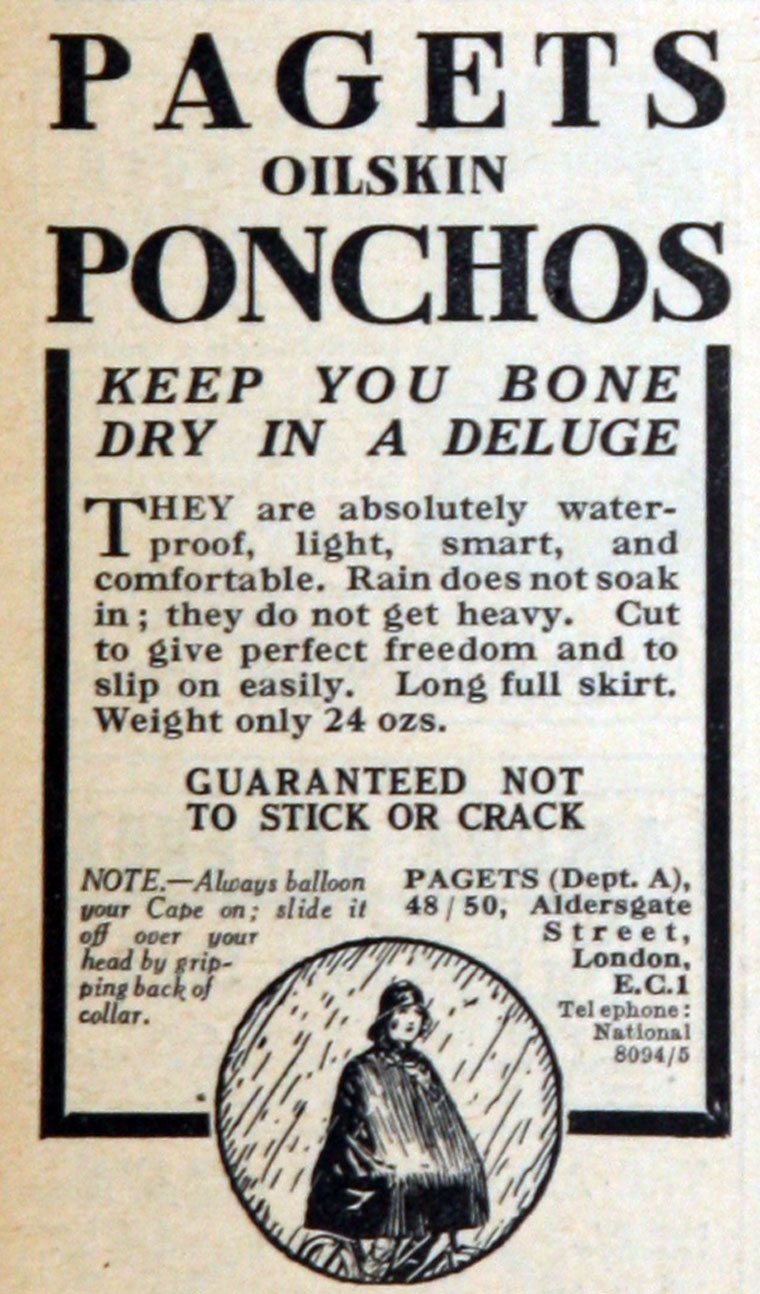 PAGETS
OILSKIN
PONCHOS
KEEP YOU BONE
DRY IN A DELUGE
THEY are absolutely water-
proof, light, smart, and
comfortable. Rain does not soak
in; they do not get heavy. Cut
to give perfect freedom and to
slip on easily. Long full skirt.
Weight only 24 ozs.
GUARANTEED NOT
TO STICK OR CRACK
NOTE.—Always balloon
your Cape on; slide it
off over your
head by grip-
ping back of
collar.
PAGETS (Dept. A),
48/50, Aldersgate
Street,
London,
E.C.1
Telephone:
National
8094/5